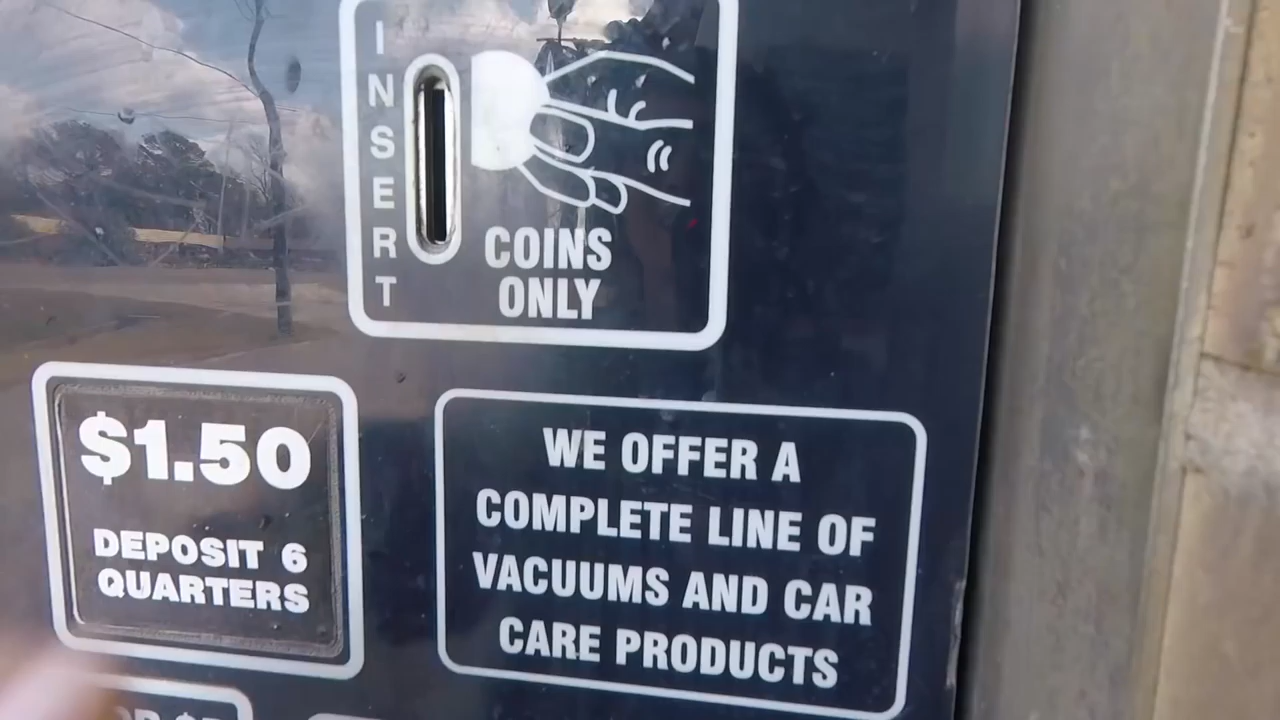 INSERT
COINS
ONLY
$1.50
DEPOSIT 6
QUARTERS
WE OFFER A
COMPLETE LINE OF
VACUUMS AND CAR
CARE PRODUCTS